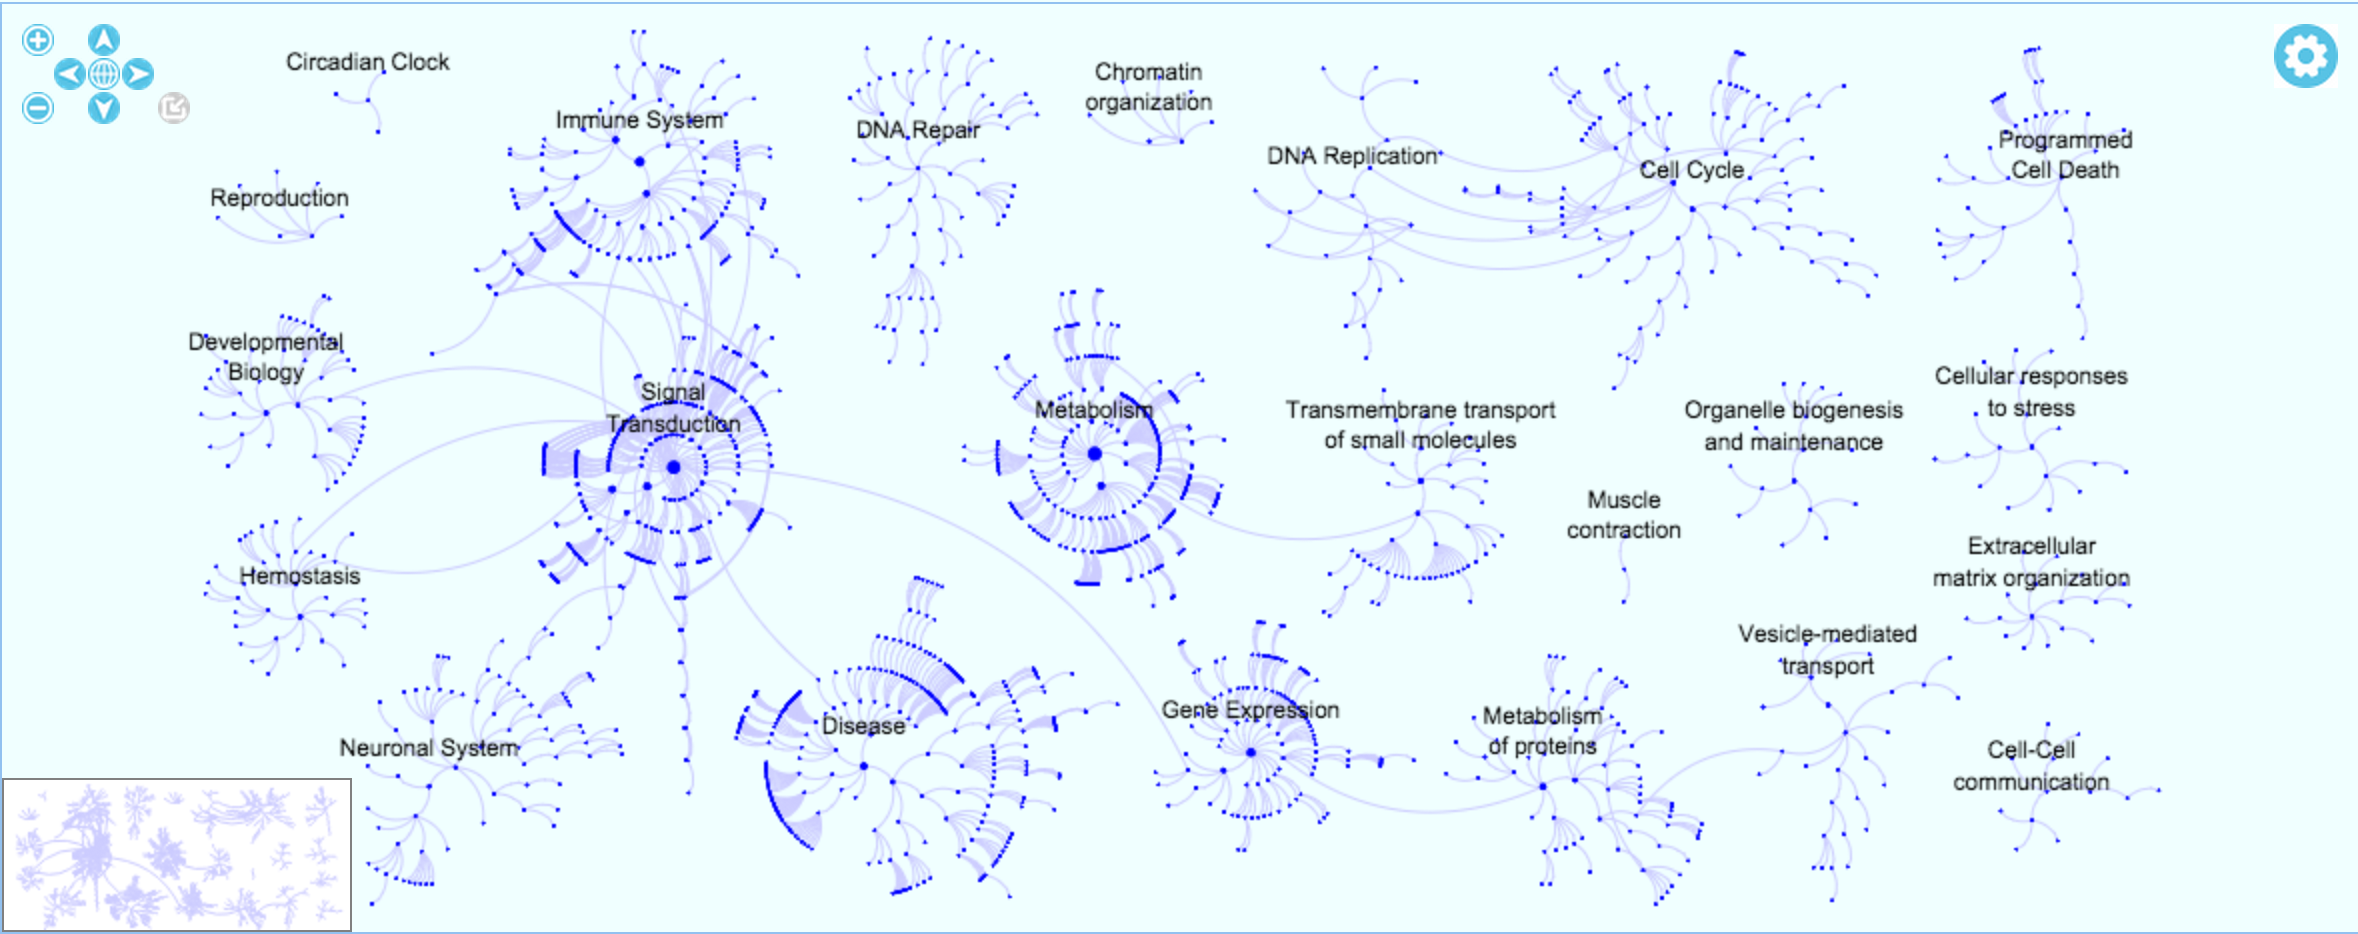 Circadian Clock
Immune System
DNA Repair
Chromatin
organization
DNA Replication
Cell Cycle
Programmed
Cell Death
Reproduction
Developmental
Biology
Signal
Transduction
Metabolism
Transmembrane transport
of small molecules
Organelle biogenesis
and maintenance
Cellular responses
to stress
Muscle
contraction
Hemostasis
Extracellular
matrix organization
Vesicle-mediated
transport
Neuronal System
Disease
Gene Expression
Metabolism
of proteins
Cell-Cell
communication